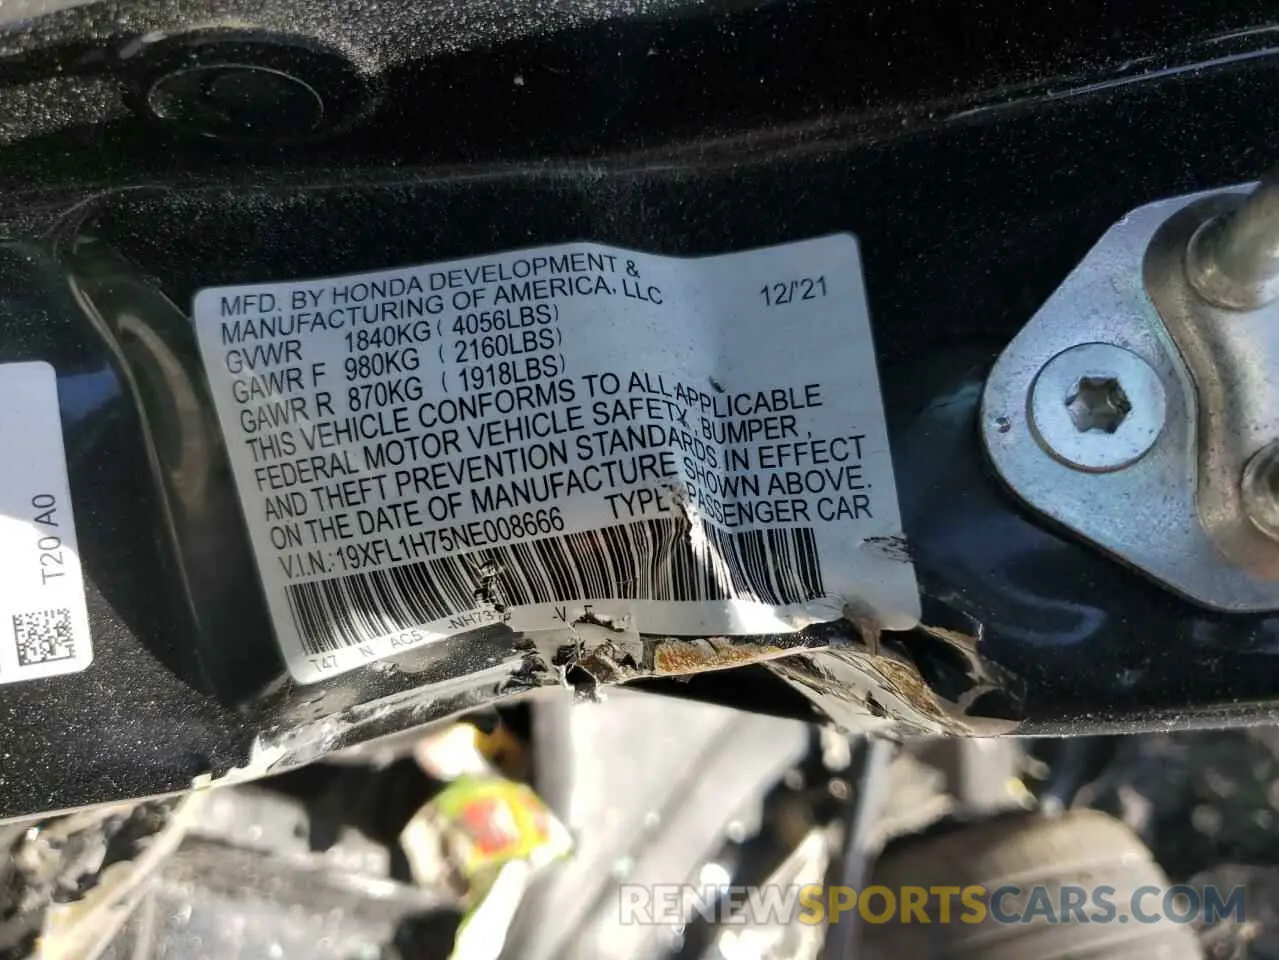 MFD. BY HONDA DEVELOPMENT &
MANUFACTURING OF AMERICA, LLC
12/'21
GVWR 1840KG ( 4056LBS)
GAWR F 980KG ( 2160LBS)
GAWR R 870KG ( 1918LBS)
THIS VEHICLE CONFORMS TO ALL APPLICABLE
FEDERAL MOTOR VEHICLE SAFETY, BUMPER,
AND THEFT PREVENTION STANDARDS IN EFFECT
ON THE DATE OF MANUFACTURE SHOWN ABOVE.
V.I.N.:19XFL1H75NE008666 TYPE: PASSENGER CAR
T47 N AC5 -NH73
T20 A0
RENEWSPORTSCARS.COM